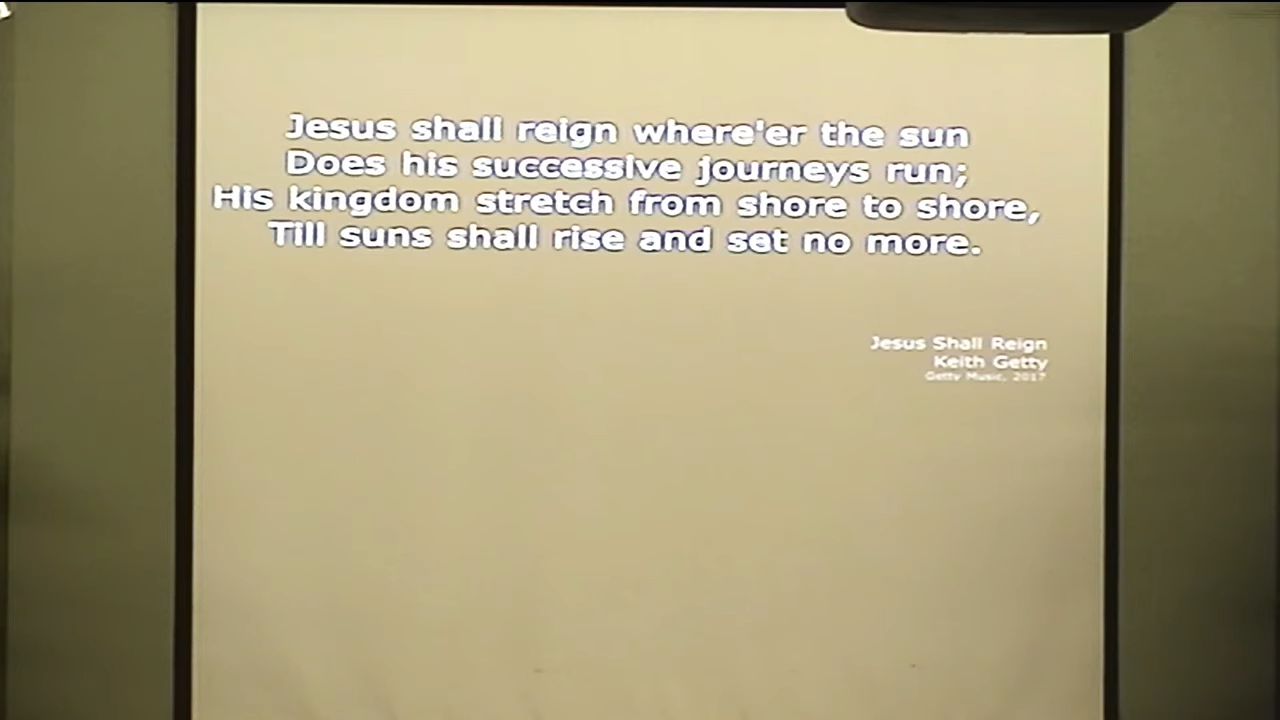 Jesus shall reign where'er the sun
Does his successive journeys run;
His kingdom stretch from shore to shore,
Till suns shall rise and set no more.
Jesus Shall Reign
Keith Getty
Getty Music, 2017